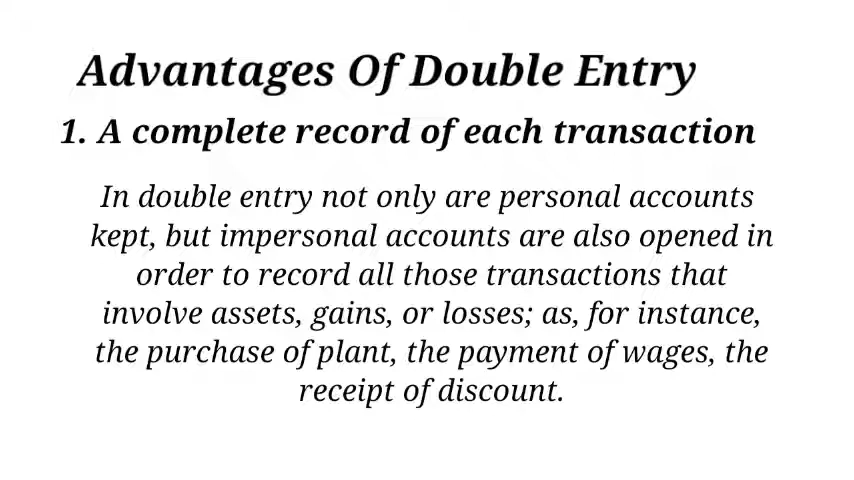 Advantages Of Double Entry
1. A complete record of each transaction
In double entry not only are personal accounts
kept, but impersonal accounts are also opened in
order to record all those transactions that
involve assets, gains, or losses; as, for instance,
the purchase of plant, the payment of wages, the
receipt of discount.